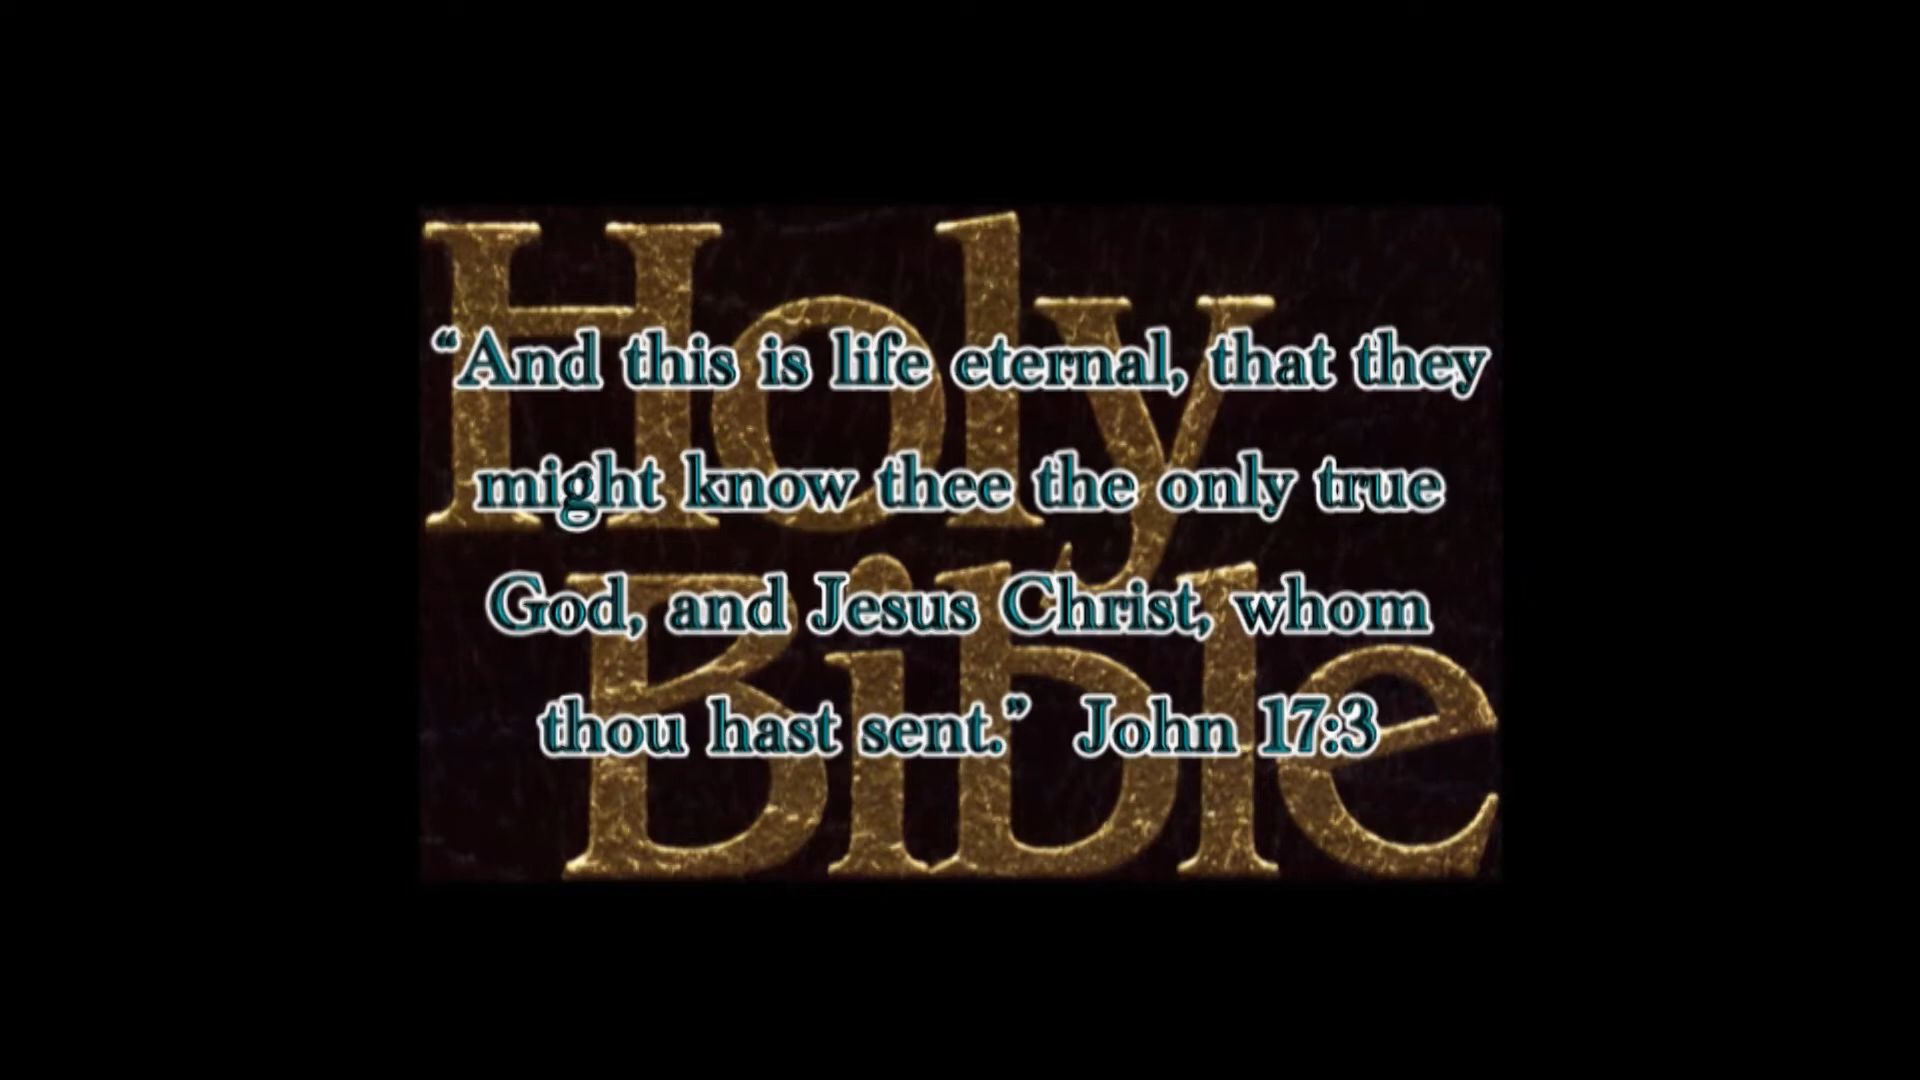 Holy
Bible
“And this is life eternal, that they
might know thee the only true
God, and Jesus Christ, whom
thou hast sent.” John 17:3